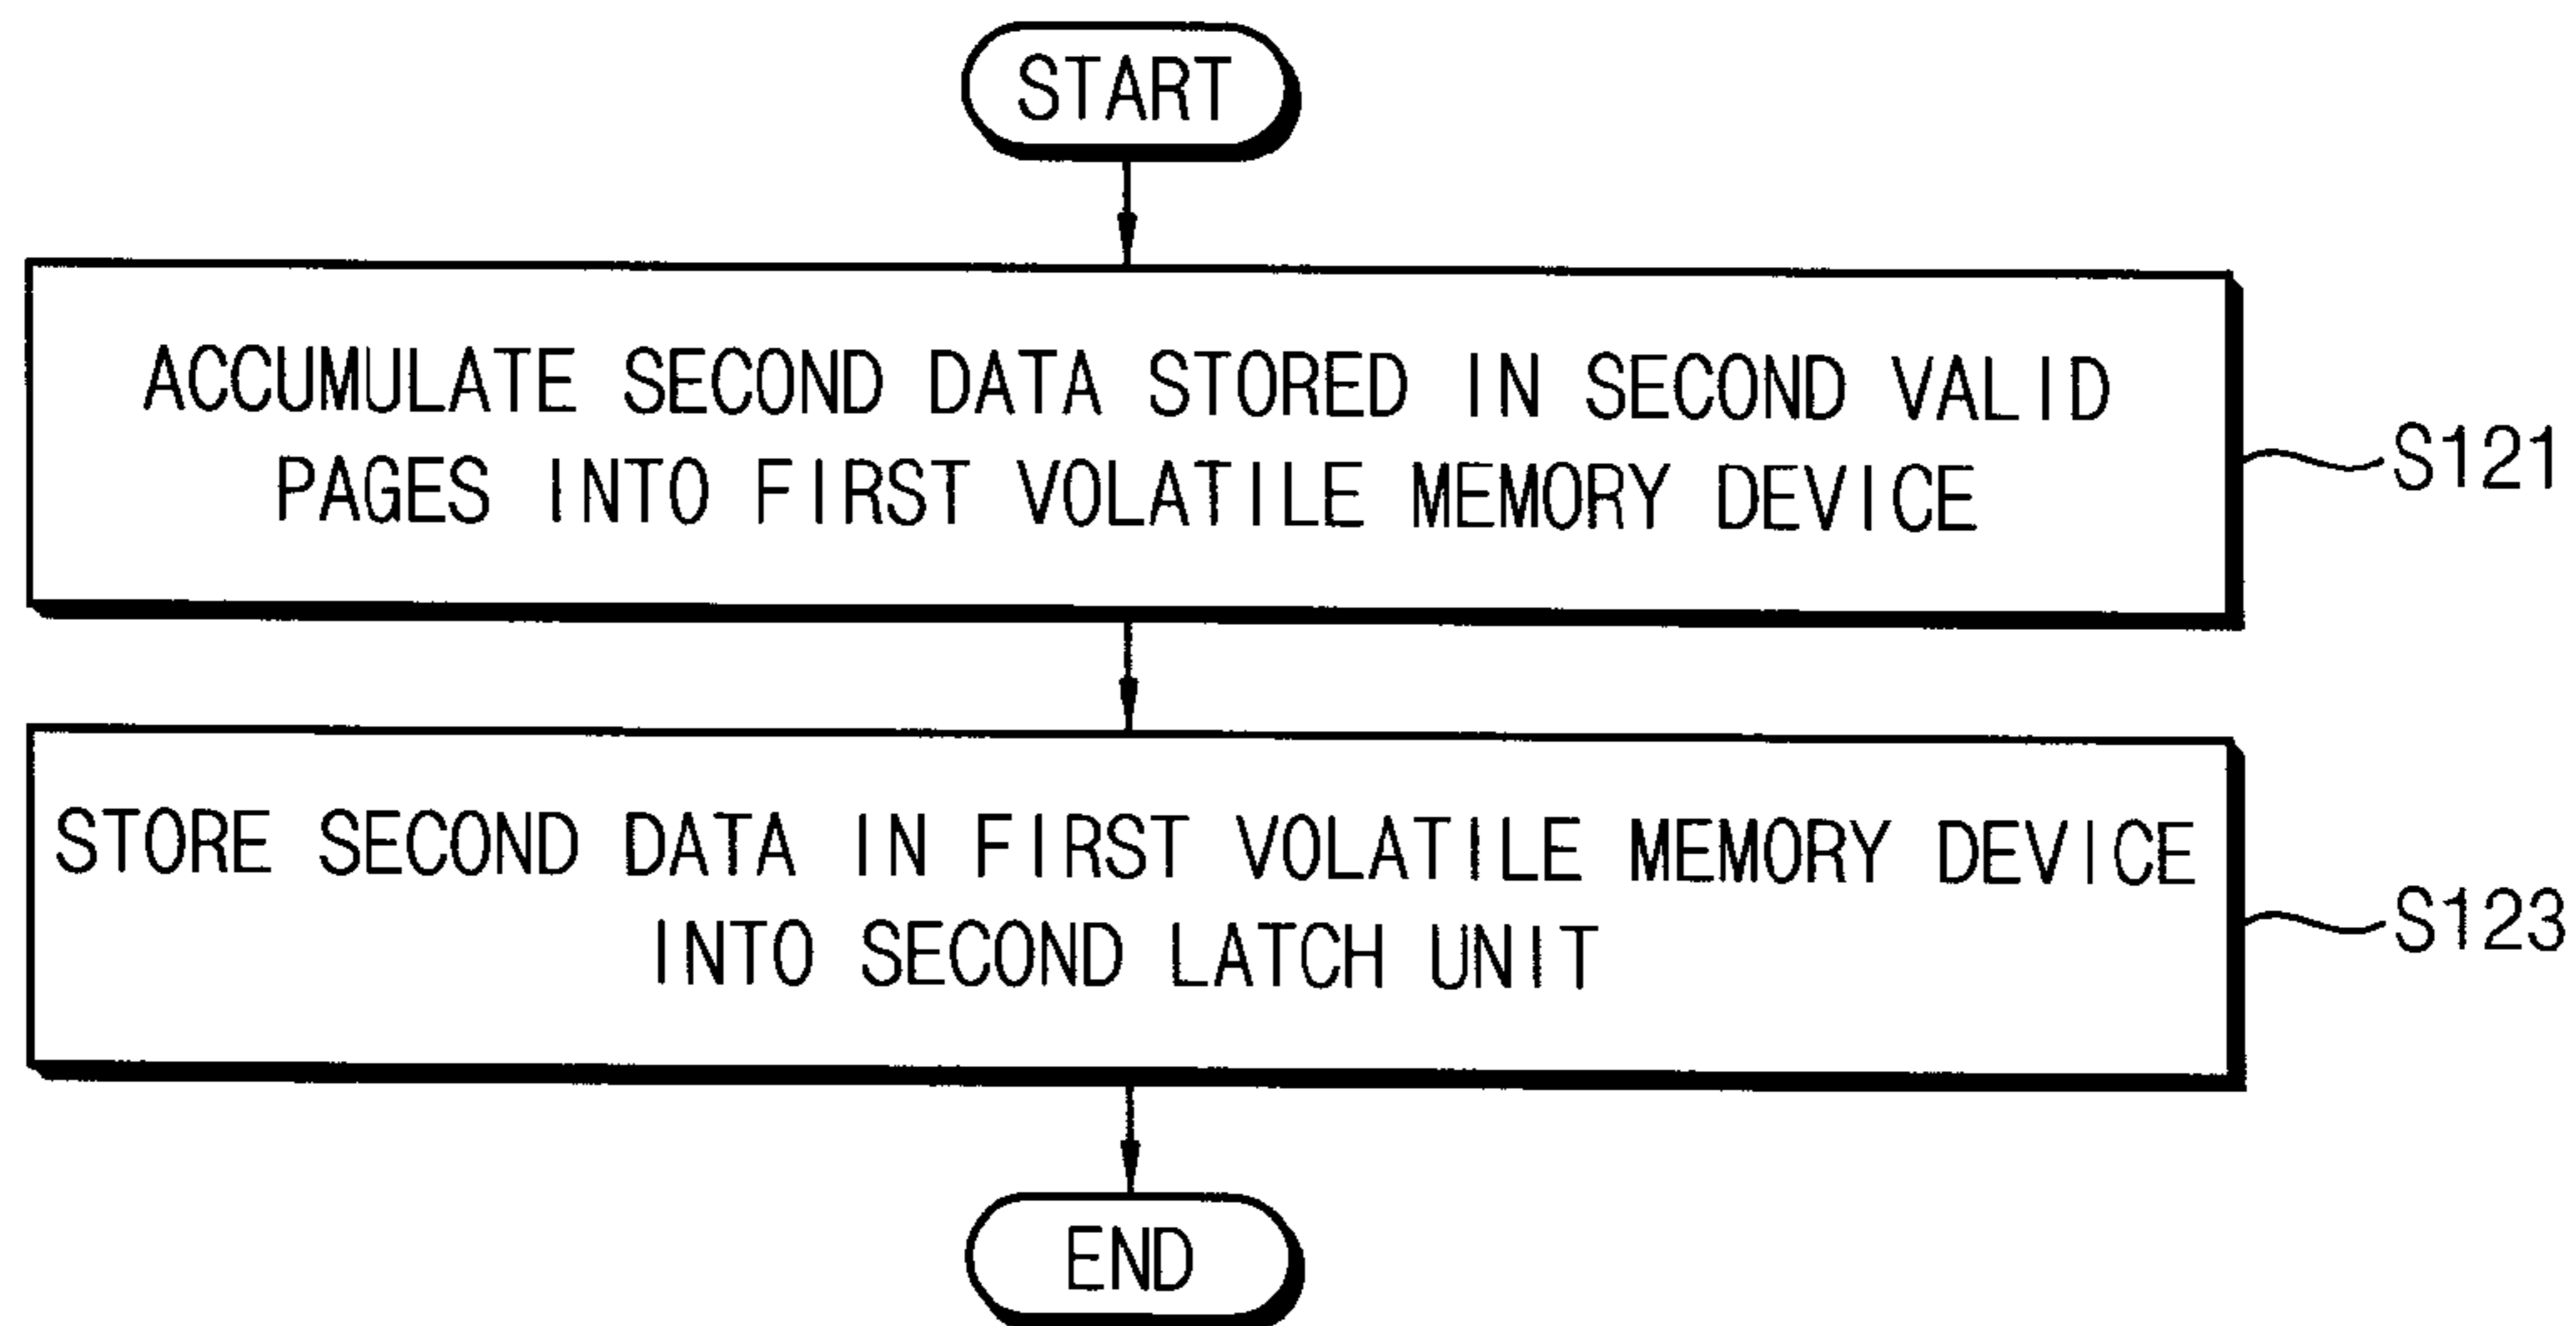 START
ACCUMULATE SECOND DATA STORED IN SECOND VALID
PAGES INTO FIRST VOLATILE MEMORY DEVICE
S121
STORE SECOND DATA IN FIRST VOLATILE MEMORY DEVICE
INTO SECOND LATCH UNIT
S123
END